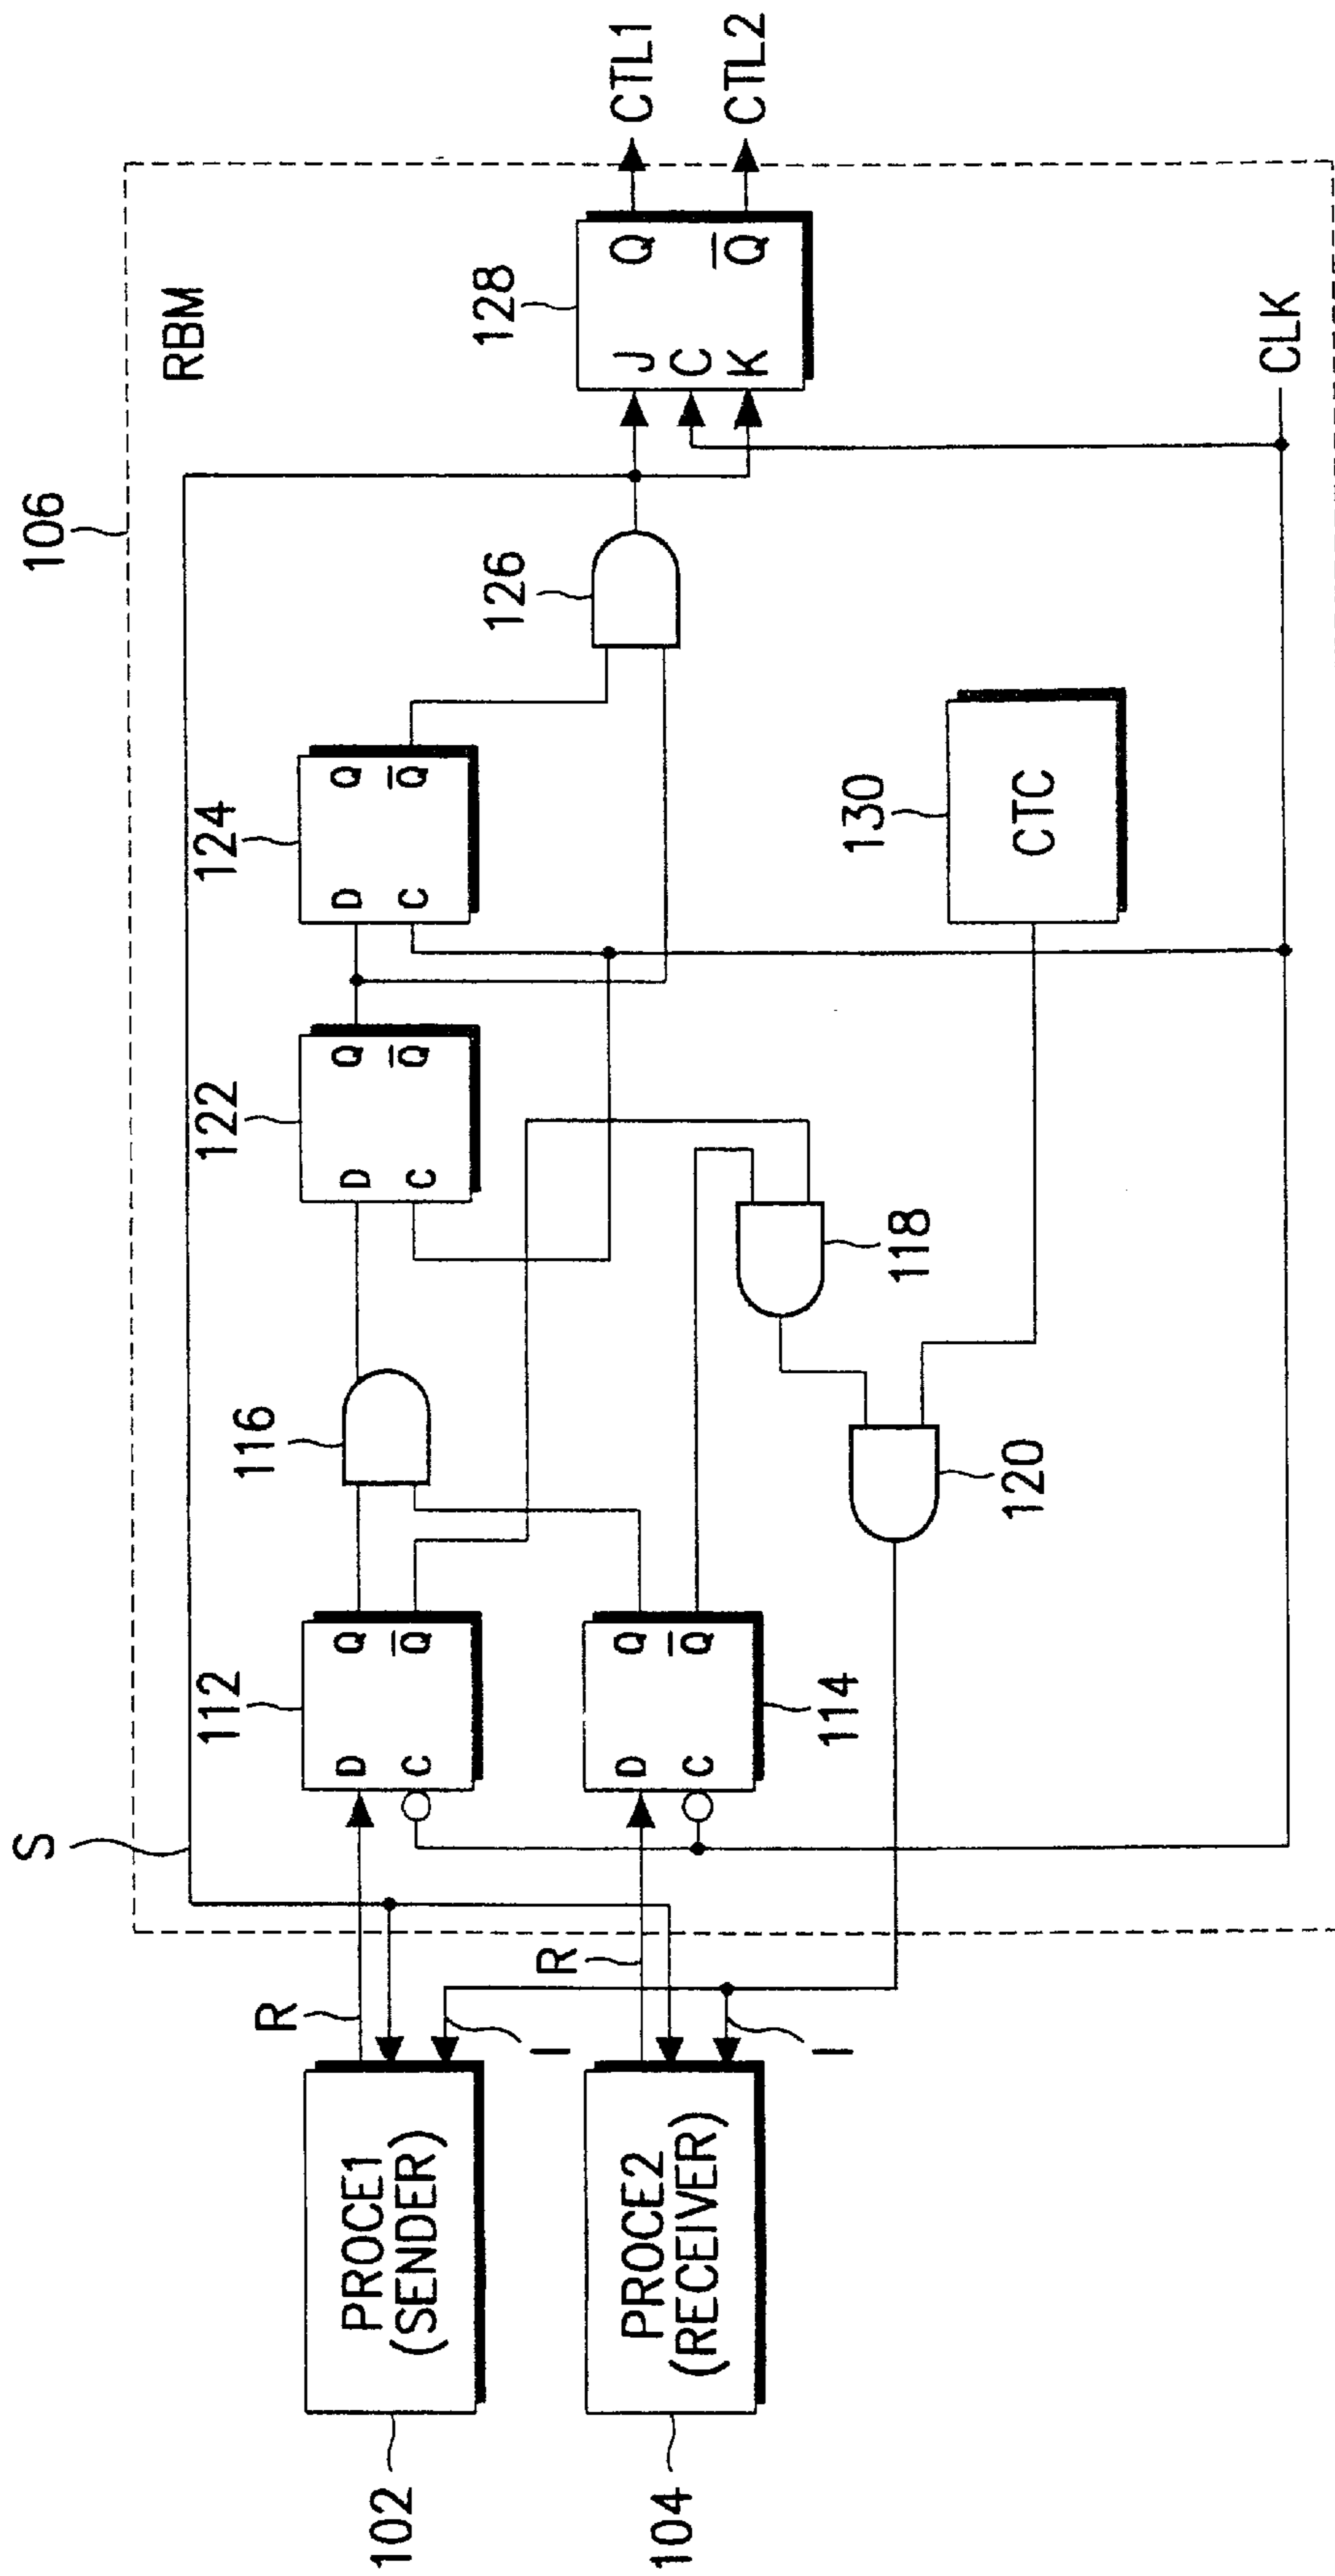 106
S
RBM
102
PROCE1
(SENDER)
R
I
112
D
C
Q
Q
116
122
D
C
Q
Q
124
D
C
Q
Q
126
128
J
C
K
Q
Q
CTL1
CTL2
104
PROCE2
(RECEIVER)
R
I
114
D
C
Q
Q
118
120
130
CTC
CLK